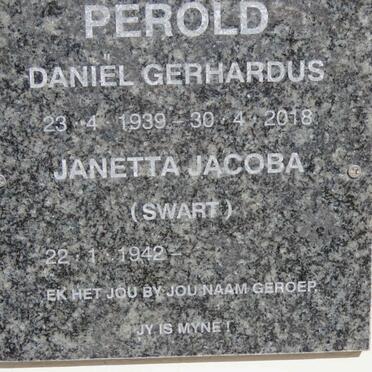 PEROLD
DANIEL GERHARDUS
23 · 4 · 1939 – 30 · 4 · 2018
JANETTA JACOBA
( SWART )
22 · 1 · 1942 –
EK HET JOU BY JOU NAAM GEROEP,
JY IS MYNE !